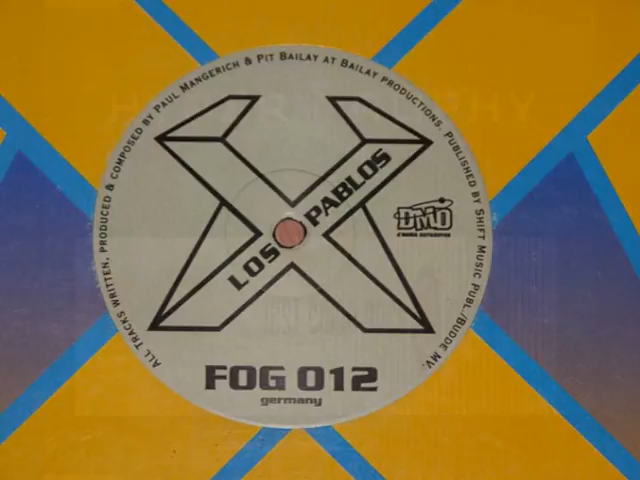 ALL TRACKS WRITTEN, PRODUCED & COMPOSED BY PAUL MANGERICH & PIT BAILAY AT BAILAY PRODUCTIONS. PUBLISHED BY SHIFT MUSIC PUBL./BUDDE MV.
LOS PABLOS
DMD
FOG 012
germany